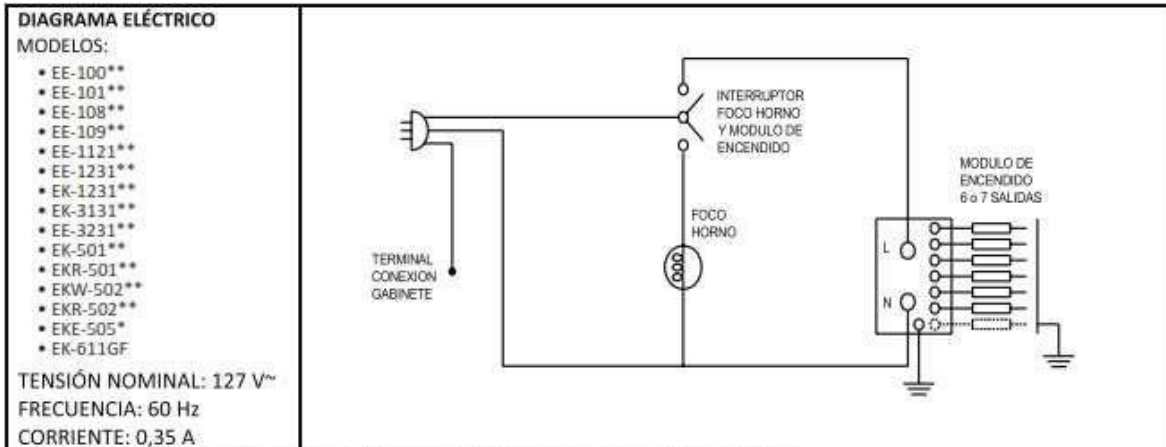 DIAGRAMA ELÉCTRICO
MODELOS:
• EE-100**
• EE-101**
• EE-108**
• EE-109**
• EE-1121**
• EE-1231**
• EK-1231**
• EK-3131**
• EE-3231**
• EK-501**
• EKR-501**
• EKW-502**
• EKR-502**
• EKE-505*
• EK-611GF
TENSIÓN NOMINAL: 127 V~
FRECUENCIA: 60 Hz
CORRIENTE: 0,35 A
INTERRUPTOR
FOCO HORNO
Y MODULO DE
ENCENDIDO
FOCO
HORNO
TERMINAL
CONEXION
GABINETE
MODULO DE
ENCENDIDO
6 o 7 SALIDAS
L
N